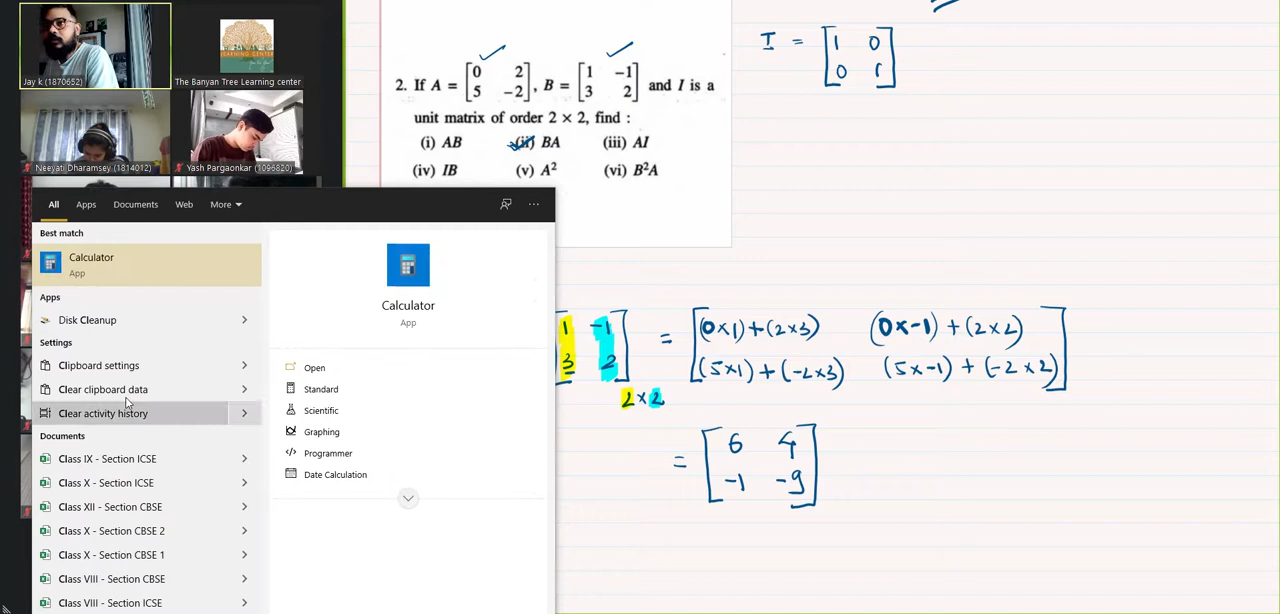 Jay k (1870652)
LEARNING CENTER
The Banyan Tree Learning center
Neeyati Dharamsey (1814012)
Yash Pargaonkar (1096820)
2. If A = [0 2 5 -2], B = [1 -1 3 2] and I is a
unit matrix of order 2 × 2, find :
(i) AB (ii) BA (iii) AI
(iv) IB (v) A² (vi) B²A
I = [1 0
0 1]
All Apps Documents Web More
Best match
Calculator
App
Apps
Disk Cleanup
Settings
Clipboard settings
Clear clipboard data
Clear activity history
Documents
Class IX - Section ICSE
Class X - Section ICSE
Class XII - Section CBSE
Class X - Section CBSE 2
Class X - Section CBSE 1
Class VIII - Section CBSE
Class VIII - Section ICSE
Calculator
App
Open
Standard
Scientific
Graphing
Programmer
Date Calculation
1 -1 ] = [(0×1)+(2×3) (0×-1)+(2×2)
3 2 ] (5×1)+(-2×3) (5×-1)+(-2×2)]
2×2
= [6 4
-1 -9]